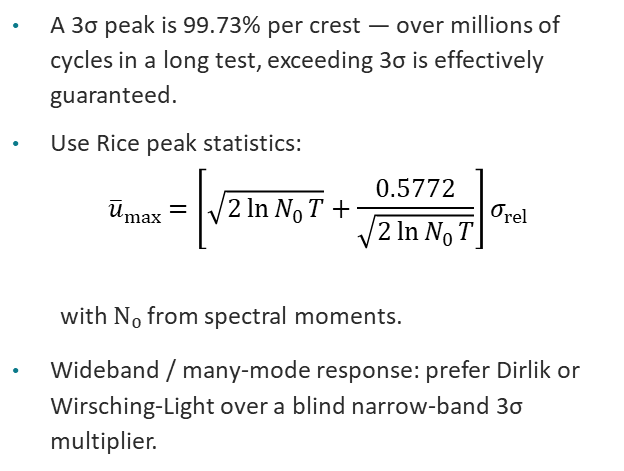 • A 3σ peak is 99.73% per crest — over millions of
cycles in a long test, exceeding 3σ is effectively
guaranteed.
• Use Rice peak statistics:
ū_max = [√(2 ln N₀ T) + 0.5772 / √(2 ln N₀ T)] σ_rel
with N₀ from spectral moments.
• Wideband / many-mode response: prefer Dirlik or
Wirsching-Light over a blind narrow-band 3σ
multiplier.